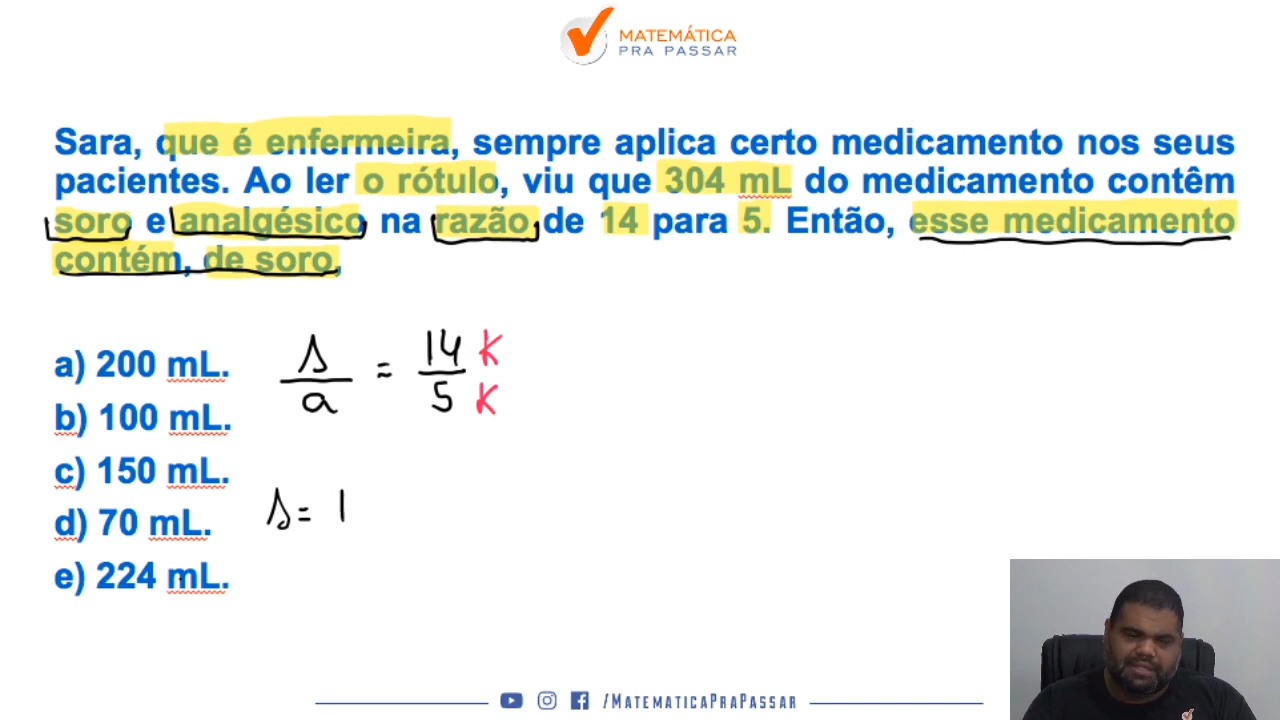 MATEMÁTICA
PRA PASSAR
Sara, que é enfermeira, sempre aplica certo medicamento nos seus
pacientes. Ao ler o rótulo, viu que 304 mL do medicamento contêm
soro e analgésico na razão de 14 para 5. Então, esse medicamento
contém, de soro,
a) 200 mL.
b) 100 mL.
c) 150 mL.
d) 70 mL.
e) 224 mL.
s/a = 14 K/5 K
s = 1
/MATEMATICAPRAPASSAR